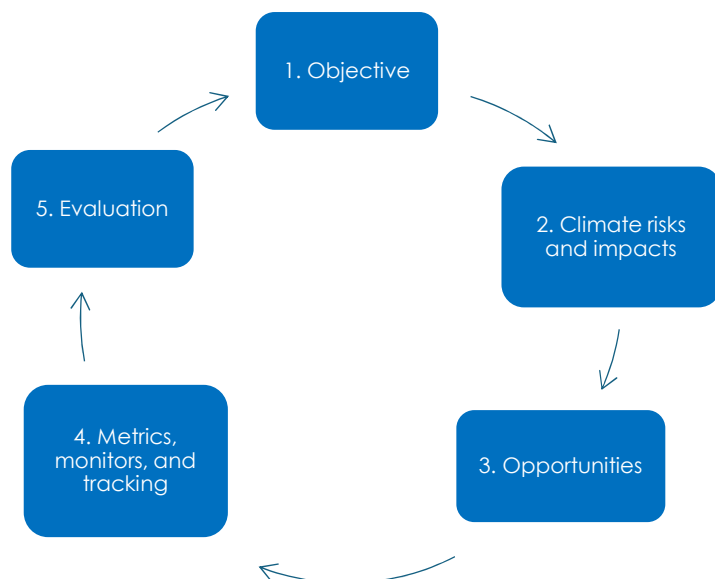 1. Objective
2. Climate risks
and impacts
3. Opportunities
4. Metrics,
monitors, and
tracking
5. Evaluation